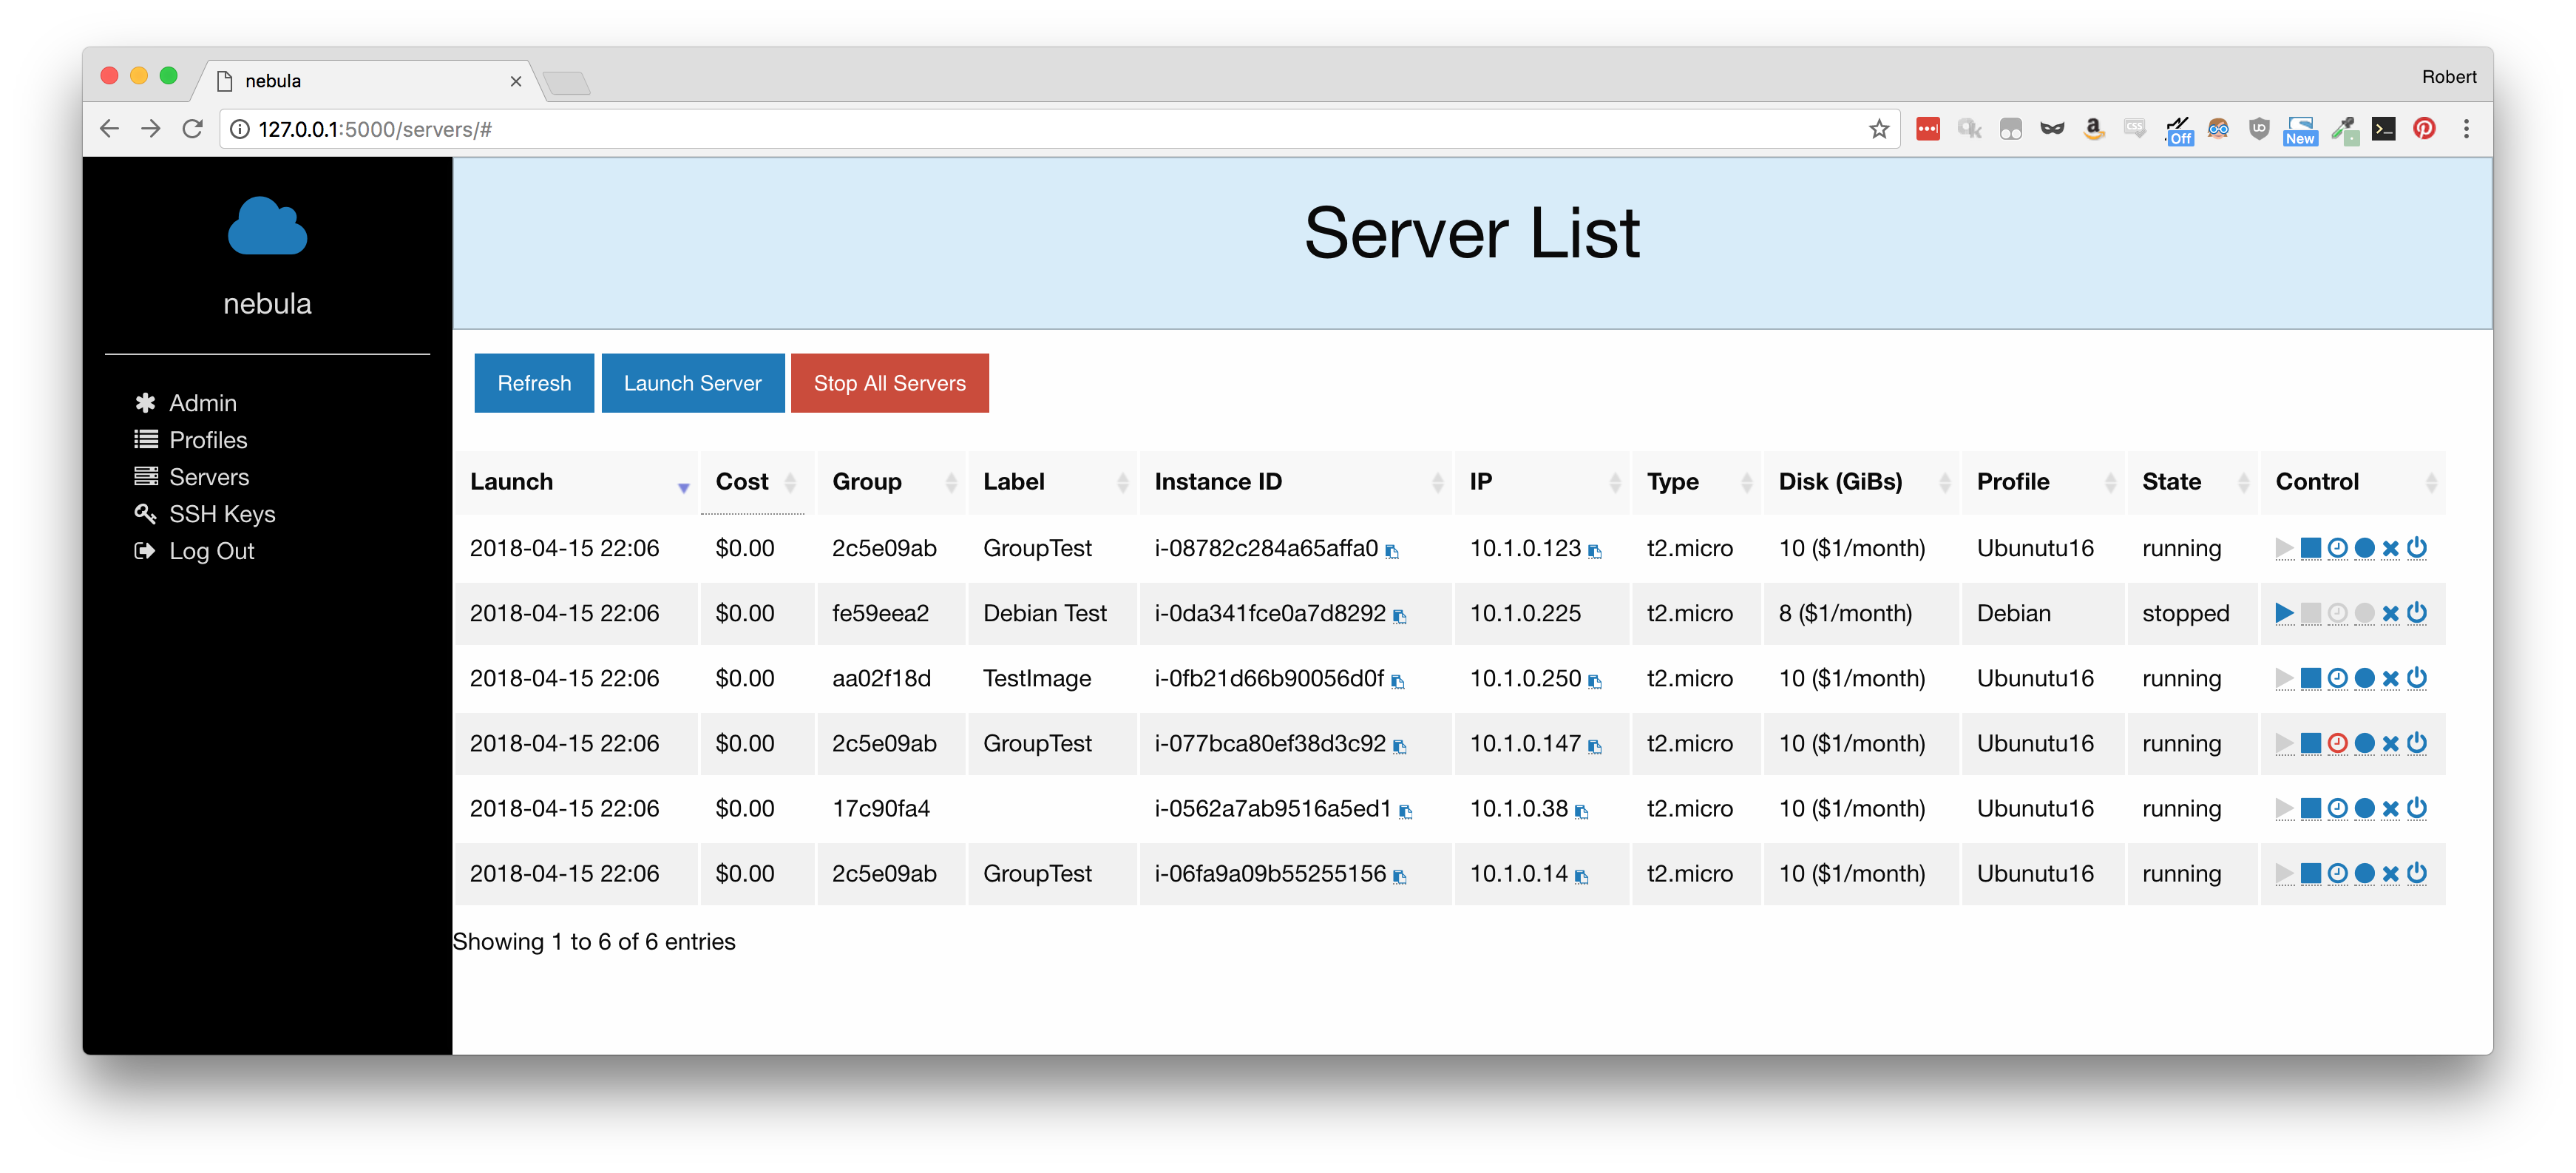 nebula
Robert
127.0.0.1:5000/servers/#
Off
New
Server List
nebula
Admin
Profiles
Servers
SSH Keys
Log Out
Refresh Launch Server Stop All Servers
Launch Cost Group Label Instance ID IP Type Disk (GiBs) Profile State Control
2018-04-15 22:06 $0.00 2c5e09ab GroupTest i-08782c284a65affa0 10.1.0.123 t2.micro 10 ($1/month) Ubunutu16 running
2018-04-15 22:06 $0.00 fe59eea2 Debian Test i-0da341fce0a7d8292 10.1.0.225 t2.micro 8 ($1/month) Debian stopped
2018-04-15 22:06 $0.00 aa02f18d TestImage i-0fb21d66b90056d0f 10.1.0.250 t2.micro 10 ($1/month) Ubunutu16 running
2018-04-15 22:06 $0.00 2c5e09ab GroupTest i-077bca80ef38d3c92 10.1.0.147 t2.micro 10 ($1/month) Ubunutu16 running
2018-04-15 22:06 $0.00 17c90fa4 i-0562a7ab9516a5ed1 10.1.0.38 t2.micro 10 ($1/month) Ubunutu16 running
2018-04-15 22:06 $0.00 2c5e09ab GroupTest i-06fa9a09b55255156 10.1.0.14 t2.micro 10 ($1/month) Ubunutu16 running
Showing 1 to 6 of 6 entries